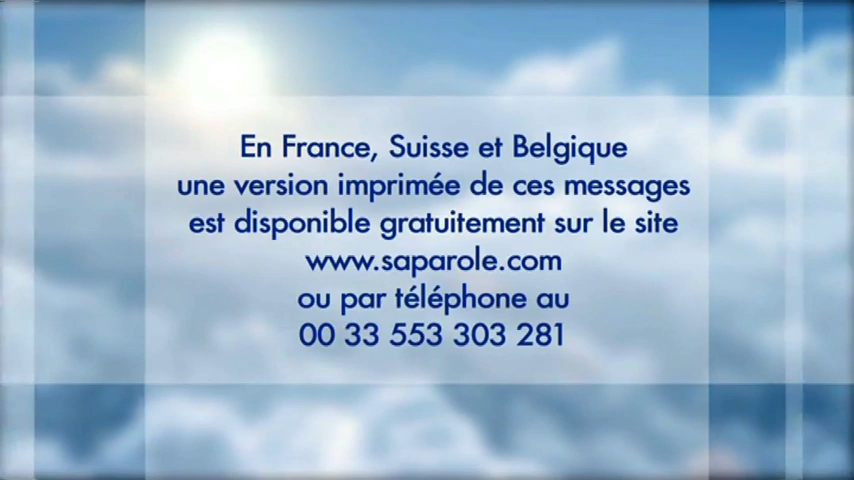 En France, Suisse et Belgique
une version imprimée de ces messages
est disponible gratuitement sur le site
www.saparole.com
ou par téléphone au
00 33 553 303 281